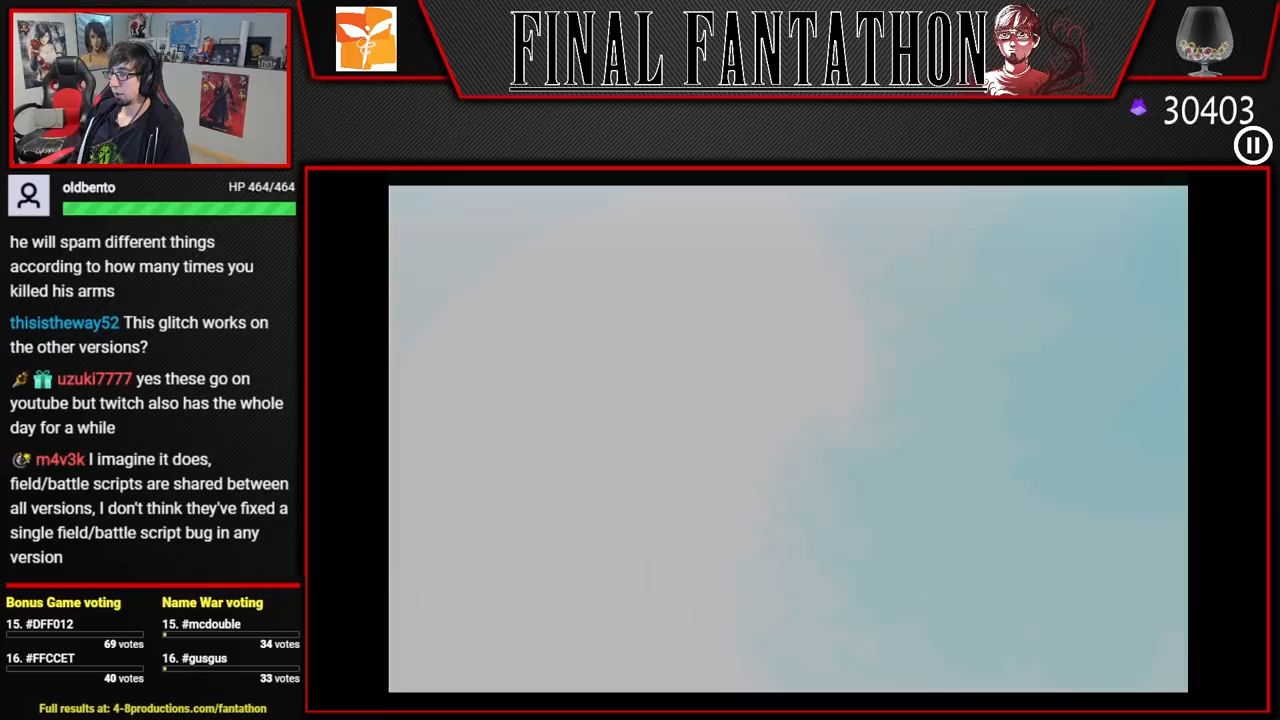 FINAL FANTATHON
30403
oldbento
HP 464/464
he will spam different things
according to how many times you
killed his arms
thisistheway52 This glitch works on
the other versions?
uzuki7777 yes these go on
youtube but twitch also has the whole
day for a while
m4v3k I imagine it does,
field/battle scripts are shared between
all versions, I don't think they've fixed a
single field/battle script bug in any
version
Bonus Game voting
15. #DFF012
69 votes
16. #FFCCET
40 votes
Name War voting
15. #mcdouble
34 votes
16. #gusgus
33 votes
Full results at: 4-8productions.com/fantathon